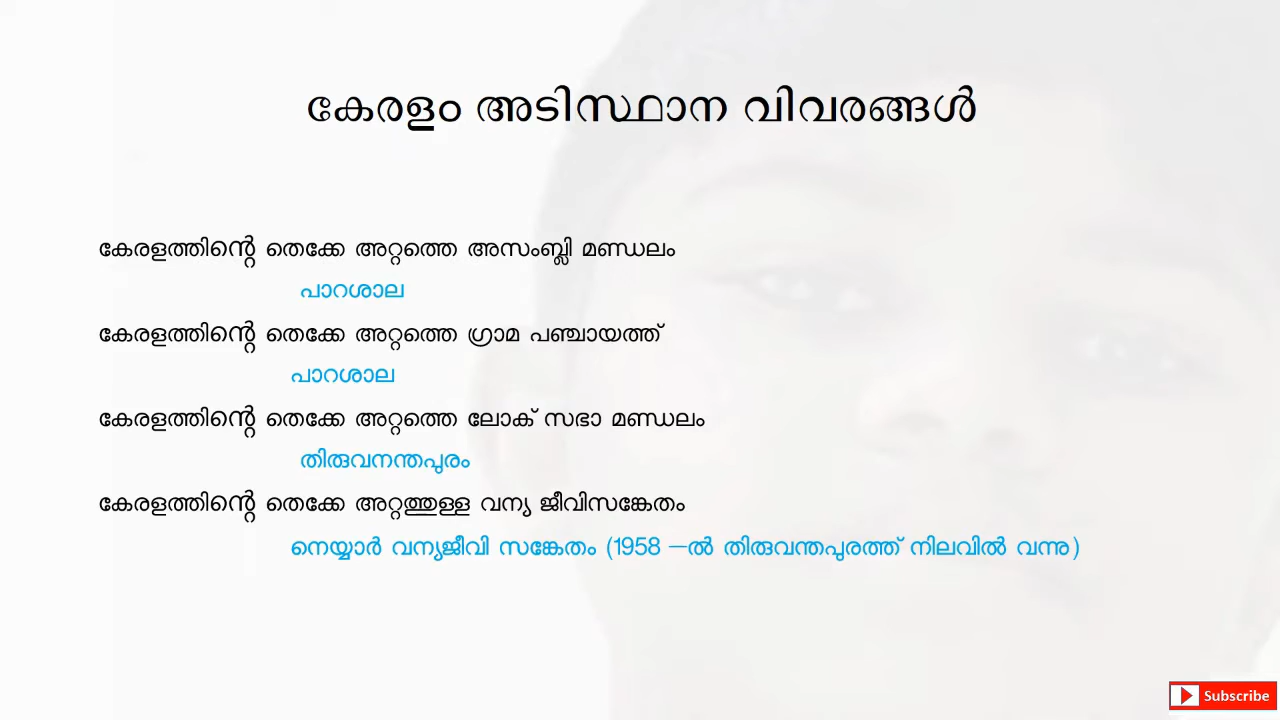 കേരളം അടിസ്ഥാന വിവരങ്ങൾ
കേരളത്തിന്റെ തെക്കേ അറ്റത്തെ അസംബ്ലി മണ്ഡലം
പാറശാല
കേരളത്തിന്റെ തെക്കേ അറ്റത്തെ ഗ്രാമ പഞ്ചായത്ത്
പാറശാല
കേരളത്തിന്റെ തെക്കേ അറ്റത്തെ ലോക് സഭാ മണ്ഡലം
തിരുവനന്തപുരം
കേരളത്തിന്റെ തെക്കേ അറ്റത്തുള്ള വന്യ ജീവിസങ്കേതം
നെയ്യാർ വന്യജീവി സങ്കേതം (1958 –ൽ തിരുവന്തപുരത്ത് നിലവിൽ വന്നു)
Subscribe